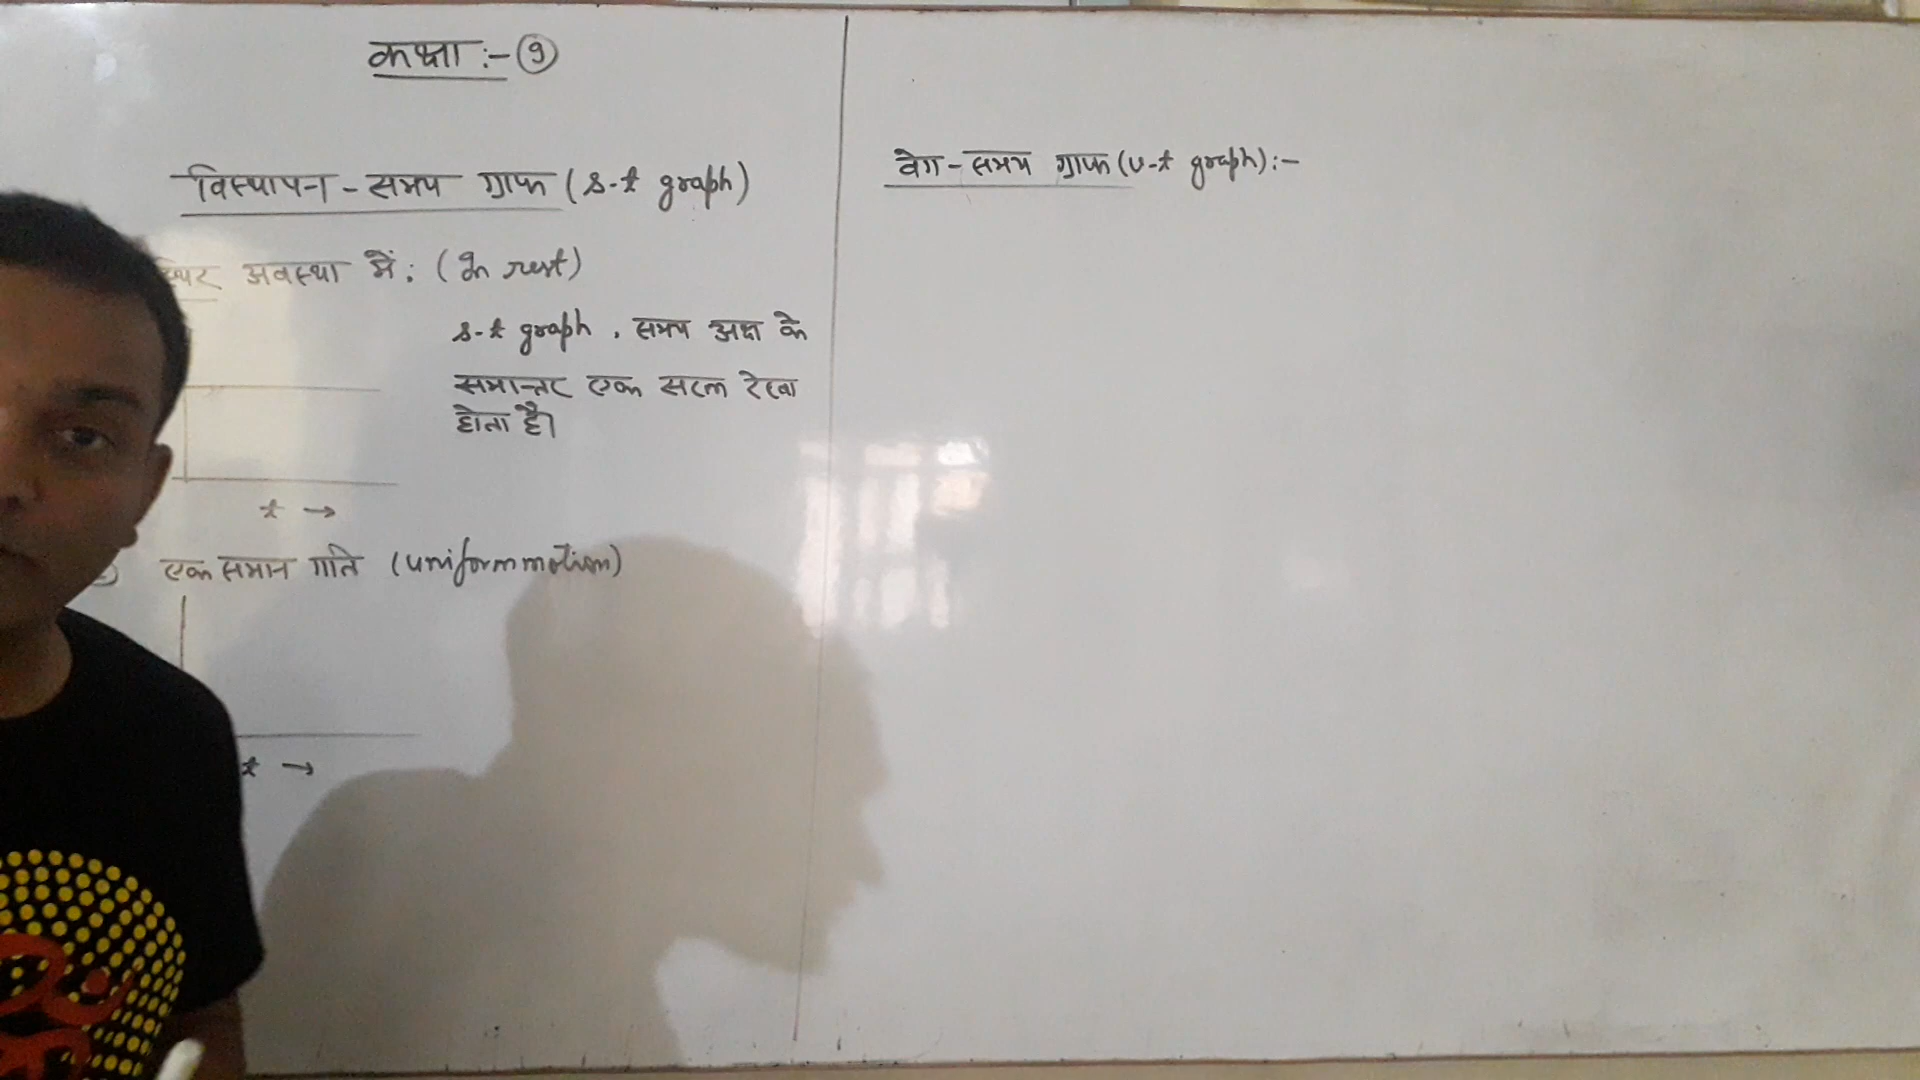 कक्षा :- 9
विस्थापन - समय ग्राफ (s-t graph)
स्थिर अवस्था में : (In rest)
s-t graph , समय अक्ष के
समान्तर एक सरल रेखा
होता है।
t →
एक समान गति (uniform motion)
t →
वेग - समय ग्राफ (v-t graph) :-